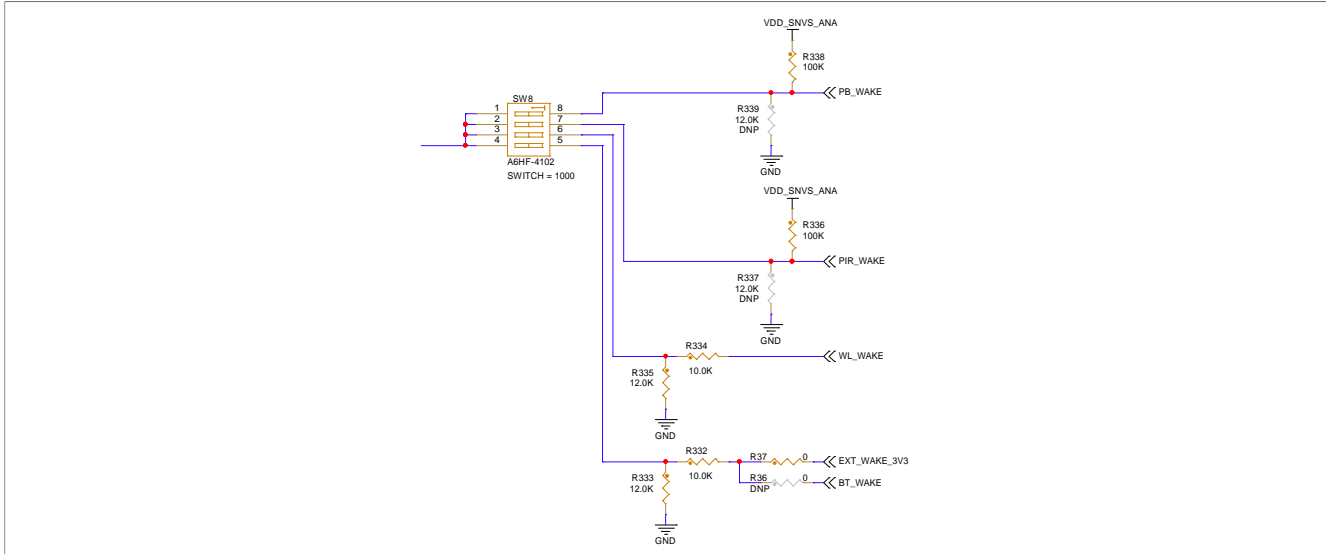 VDD_SNVS_ANA
R338
100K
PB_WAKE
R339
12.0K
DNP
GND
SW8
1
2
3
4
8
7
6
5
A6HF-4102
SWITCH = 1000
VDD_SNVS_ANA
R336
100K
PIR_WAKE
R337
12.0K
DNP
GND
R334
10.0K
WL_WAKE
R335
12.0K
GND
R332
10.0K
R37
0
EXT_WAKE_3V3
R36
DNP
0
BT_WAKE
R333
12.0K
GND